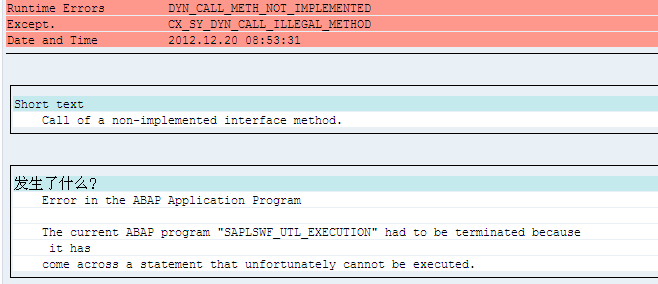 Runtime Errors DYN_CALL_METH_NOT_IMPLEMENTED
Except. CX_SY_DYN_CALL_ILLEGAL_METHOD
Date and Time 2012.12.20 08:53:31
Short text
Call of a non-implemented interface method.
发生了什么?
Error in the ABAP Application Program
The current ABAP program "SAPLSWF_UTL_EXECUTION" had to be terminated because
it has
come across a statement that unfortunately cannot be executed.